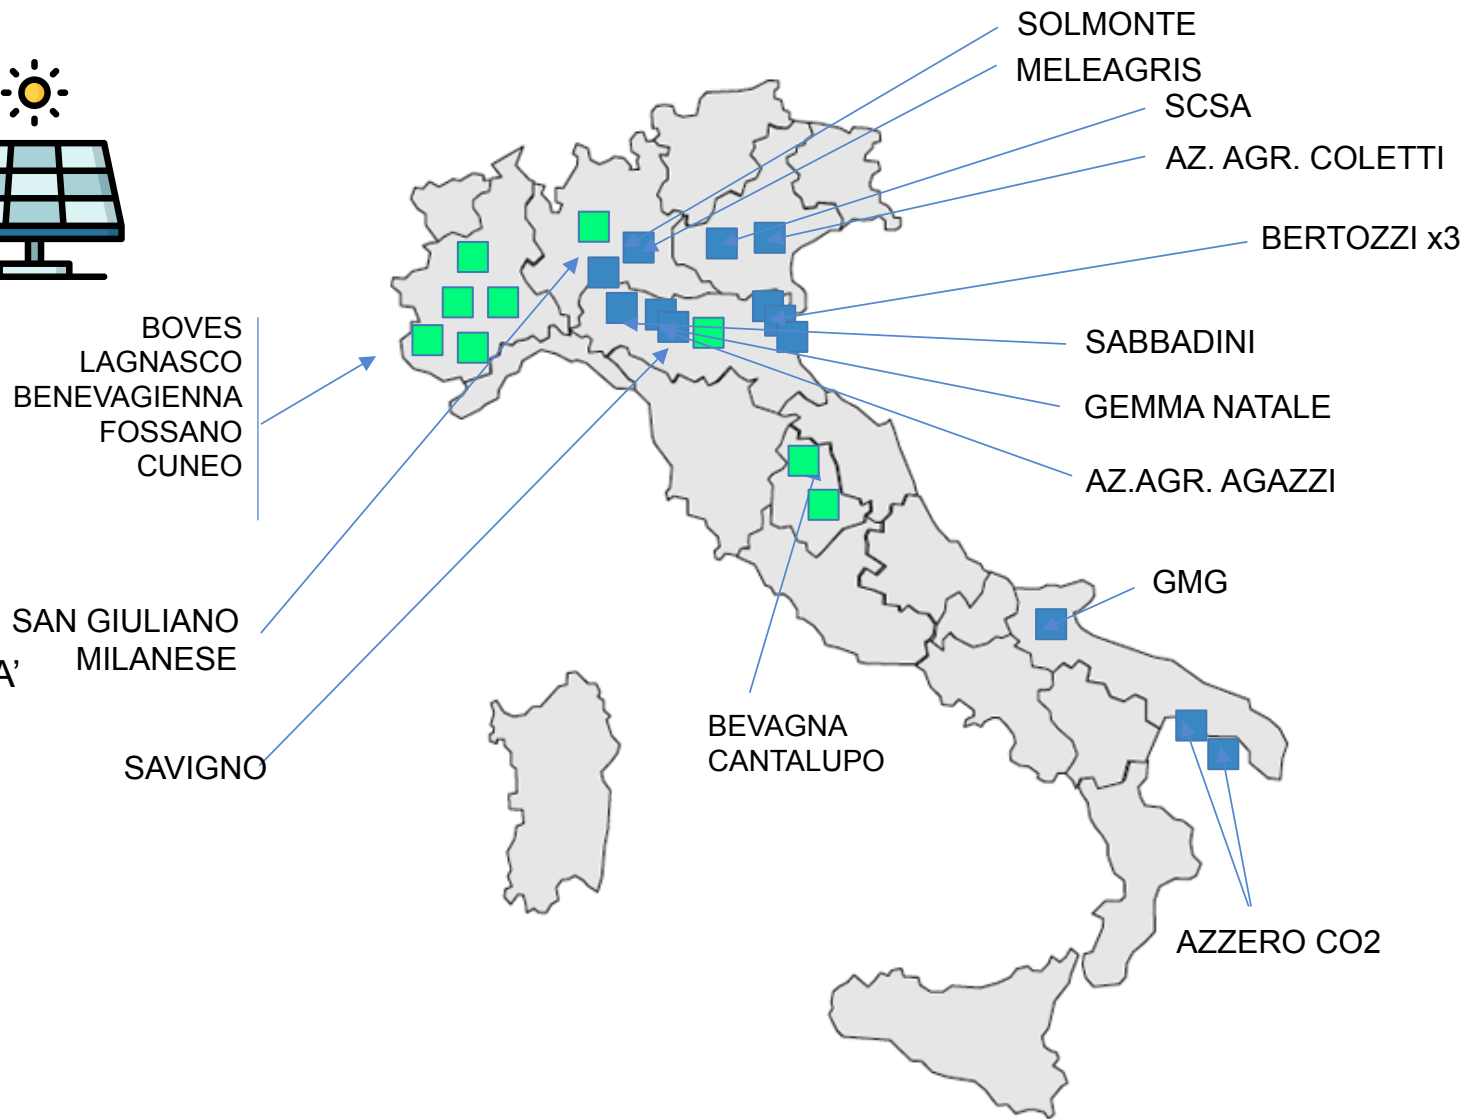 SOLMONTE
MELEAGRIS
SCSA
AZ. AGR. COLETTI
BERTOZZI x3
SABBADINI
GEMMA NATALE
AZ.AGR. AGAZZI
BOVES
LAGNASCO
BENEVAGIENNA
FOSSANO
CUNEO
SAN GIULIANO
MILANESE
A'
SAVIGNO
BEVAGNA
CANTALUPO
GMG
AZZERO CO2